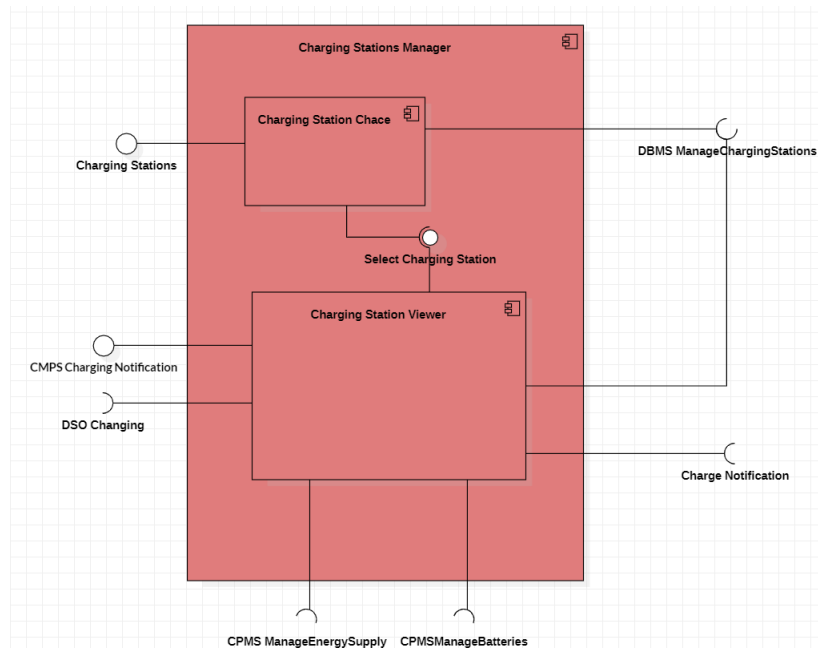 Charging Stations Manager
Charging Station Chace
Charging Stations
DBMS ManageChargingStations
Select Charging Station
Charging Station Viewer
CMPS Charging Notification
DSO Changing
Charge Notification
CPMS ManageEnergySupply
CPMSManageBatteries